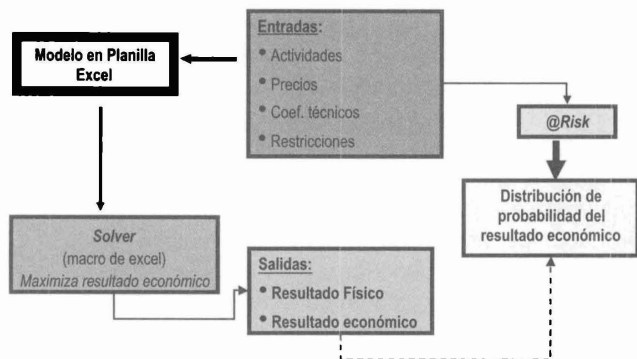 Modelo en Planilla
Excel
Entradas:
• Actividades
• Precios
• Coef. técnicos
• Restricciones
@Risk
Distribución de
probabilidad del
resultado económico
Solver
(macro de excel)
Maximiza resultado económico
Salidas:
• Resultado Físico
• Resultado económico